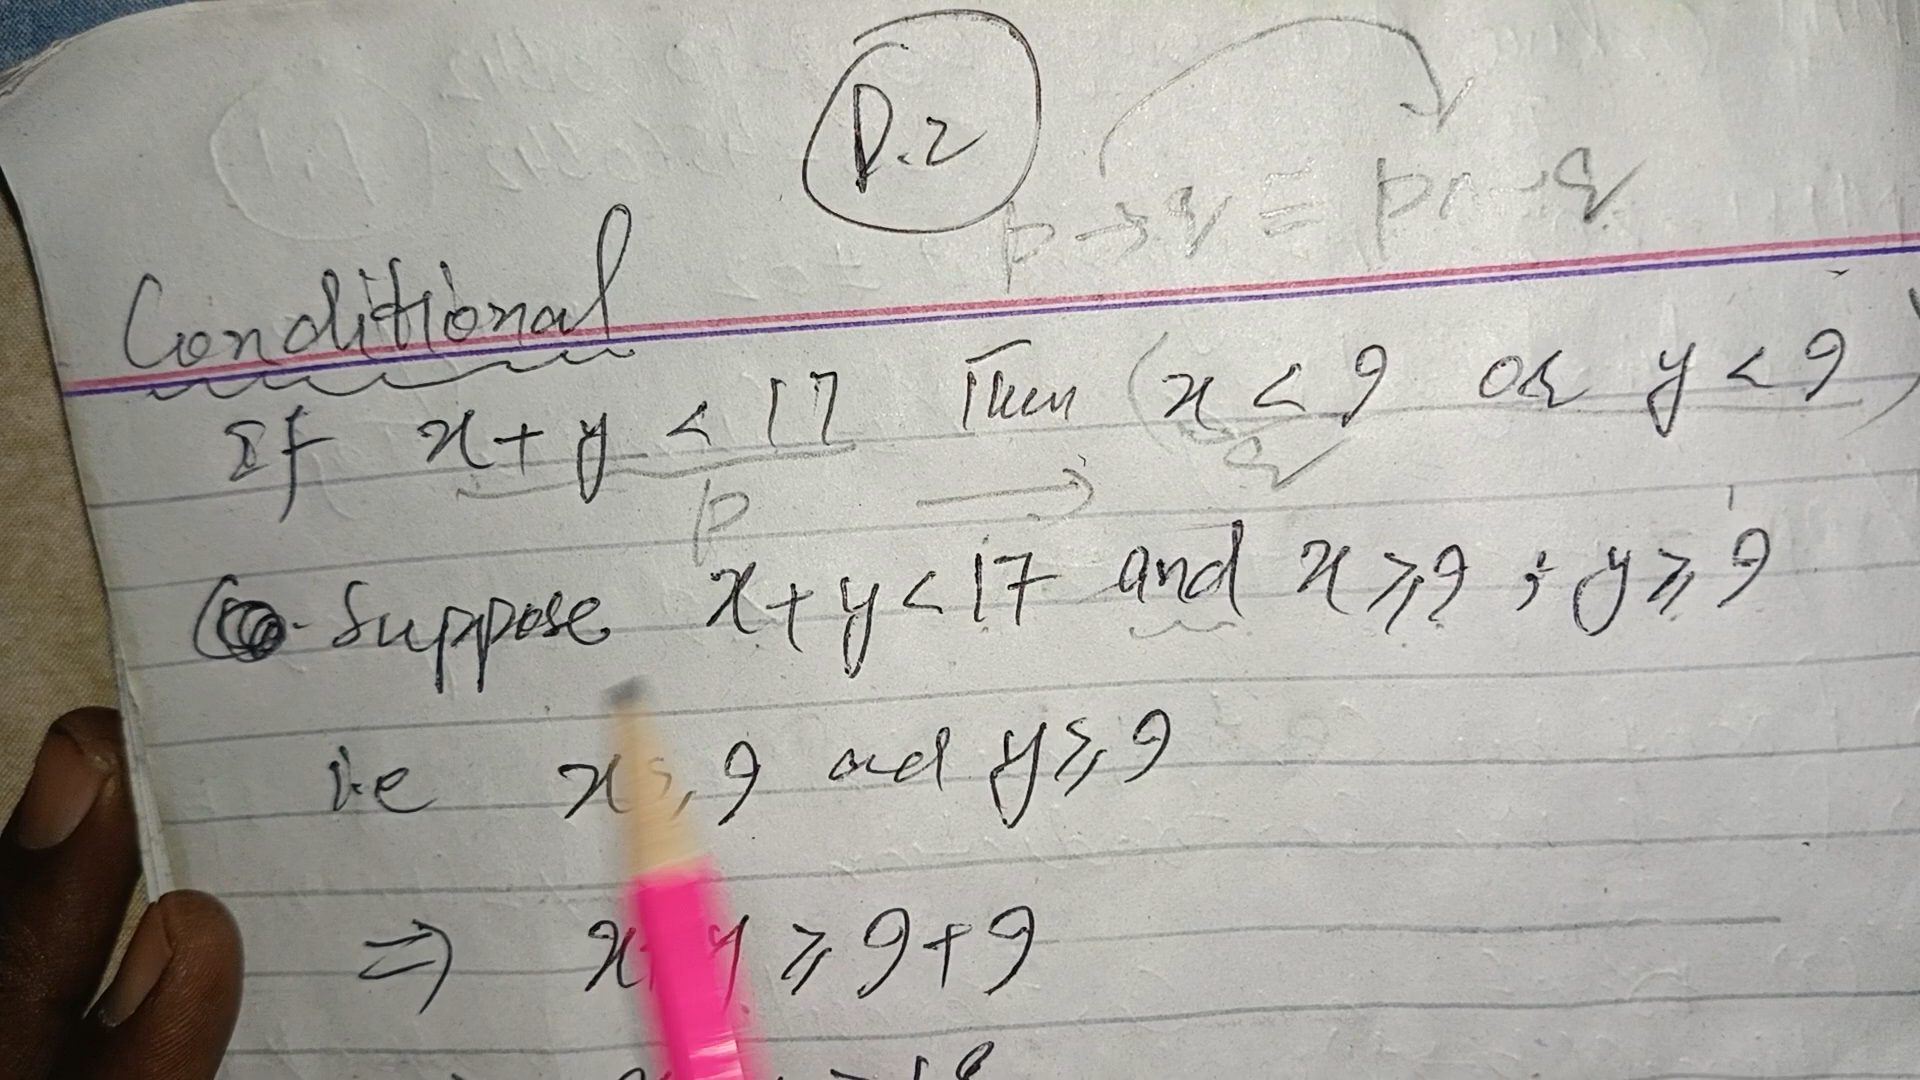 P.2
p → q ≡ p ∧ ¬q
Conditional
If x + y < 17 Then (x < 9 or y < 9)
p → q
Suppose x + y < 17 and x ≥ 9 ; y ≥ 9
i.e x ≥ 9 and y ≥ 9
⇒ x + y ≥ 9 + 9